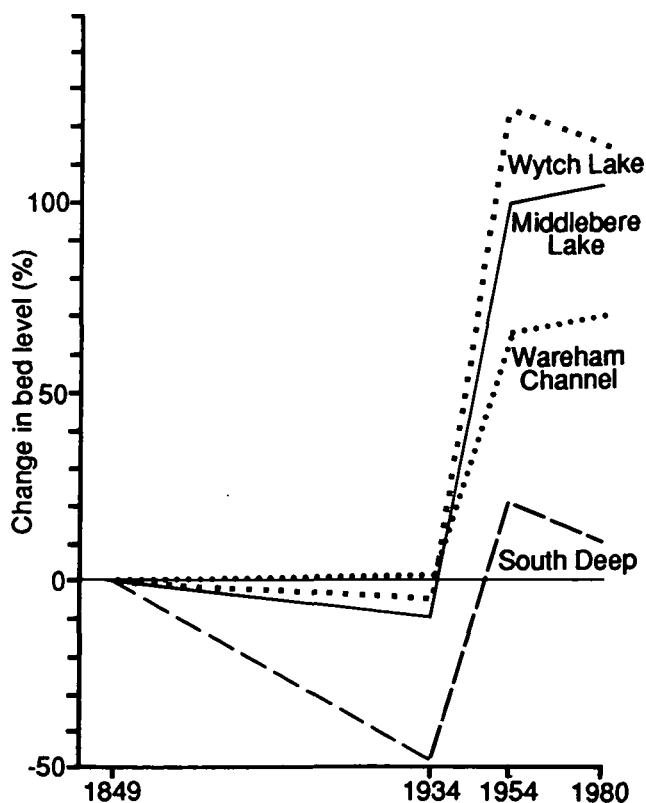 Change in bed level (%)
100
50
0
-50
Wytch Lake
Middlebere
Lake
Wareham
Channel
South Deep
1849
1934
1954
1980